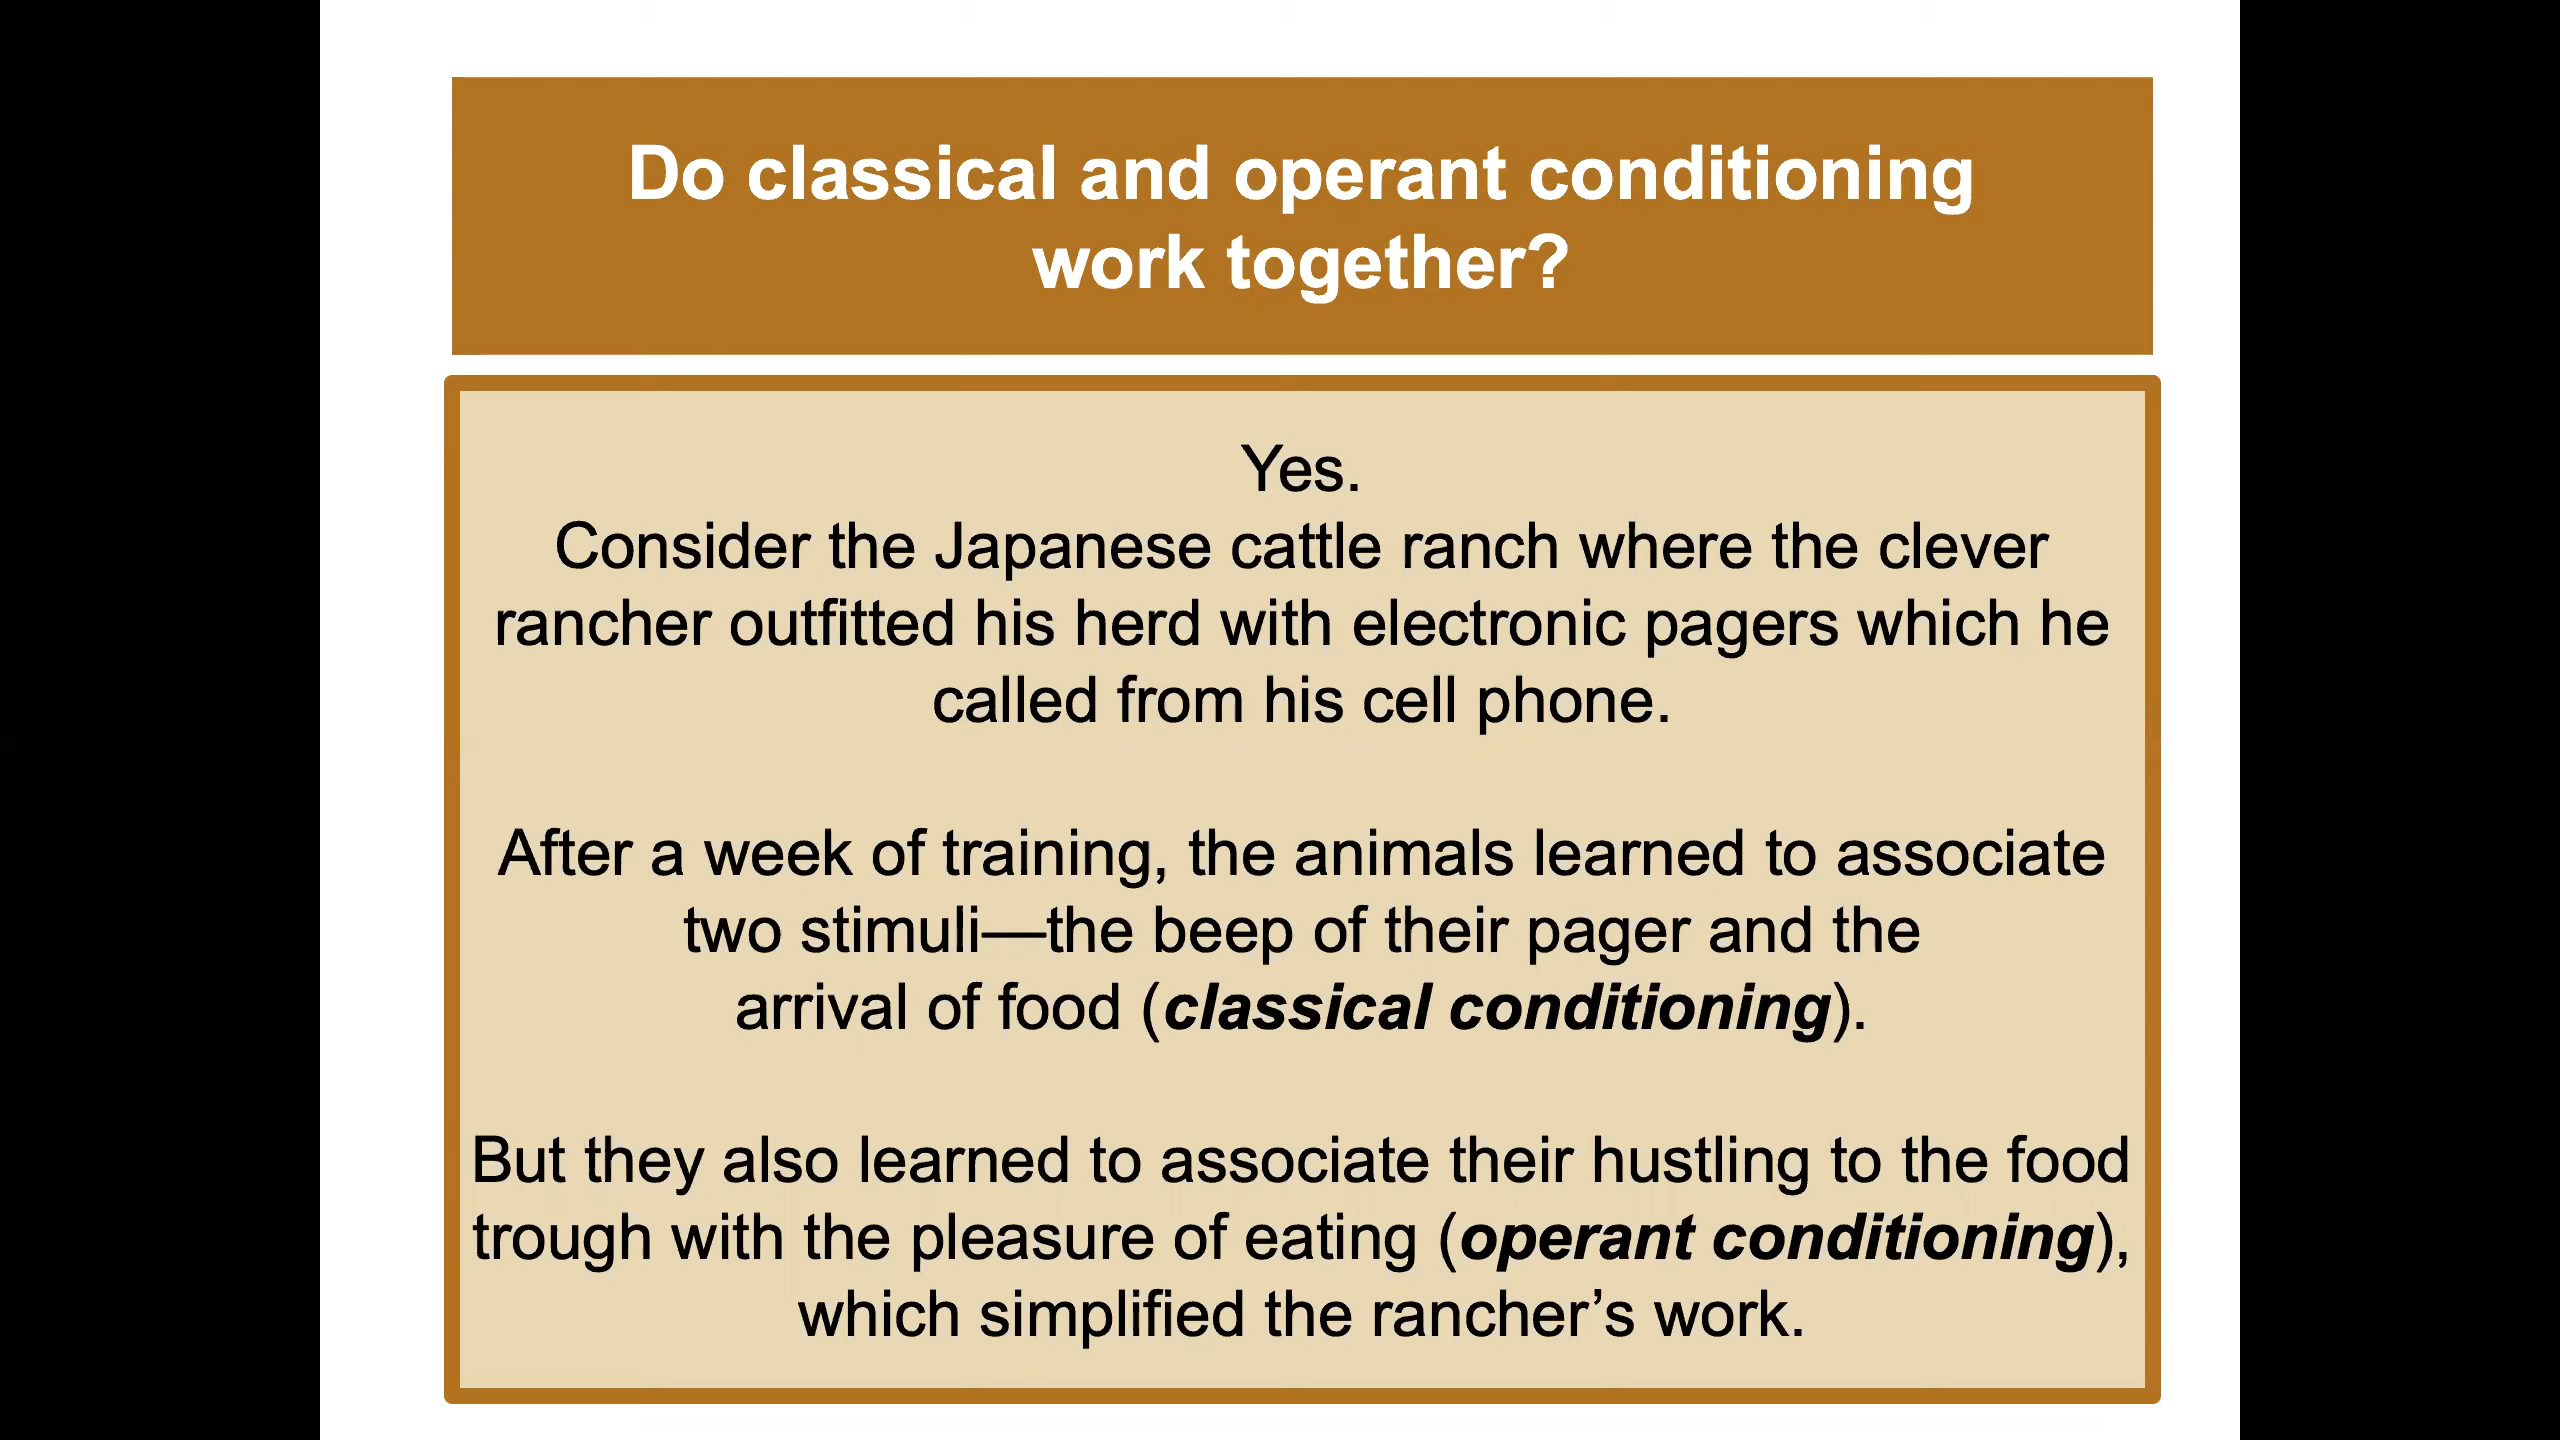 Do classical and operant conditioning
work together?
Yes.
Consider the Japanese cattle ranch where the clever
rancher outfitted his herd with electronic pagers which he
called from his cell phone.
After a week of training, the animals learned to associate
two stimuli—the beep of their pager and the
arrival of food (classical conditioning).
But they also learned to associate their hustling to the food
trough with the pleasure of eating (operant conditioning),
which simplified the rancher’s work.